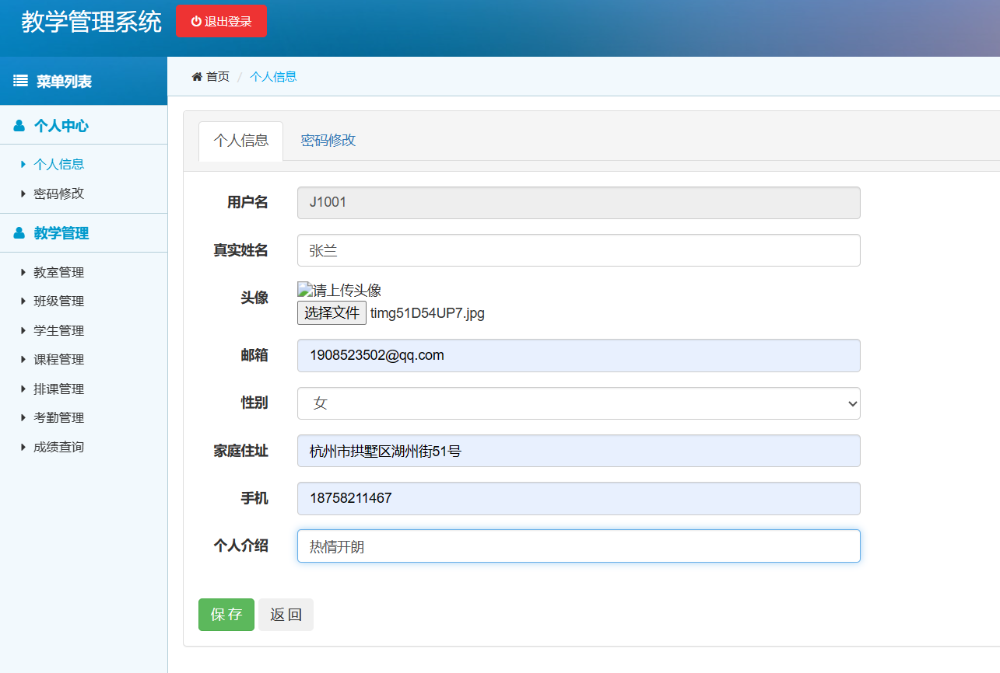 教学管理系统 退出登录
菜单列表
首页 / 个人信息
个人中心
个人信息
密码修改
教学管理
教室管理
班级管理
学生管理
课程管理
排课管理
考勤管理
成绩查询
个人信息 密码修改
用户名 J1001
真实姓名 张兰
头像 请上传头像
选择文件 timg51D54UP7.jpg
邮箱 1908523502@qq.com
性别 女
家庭住址 杭州市拱墅区湖州街51号
手机 18758211467
个人介绍 热情开朗
保存 返回